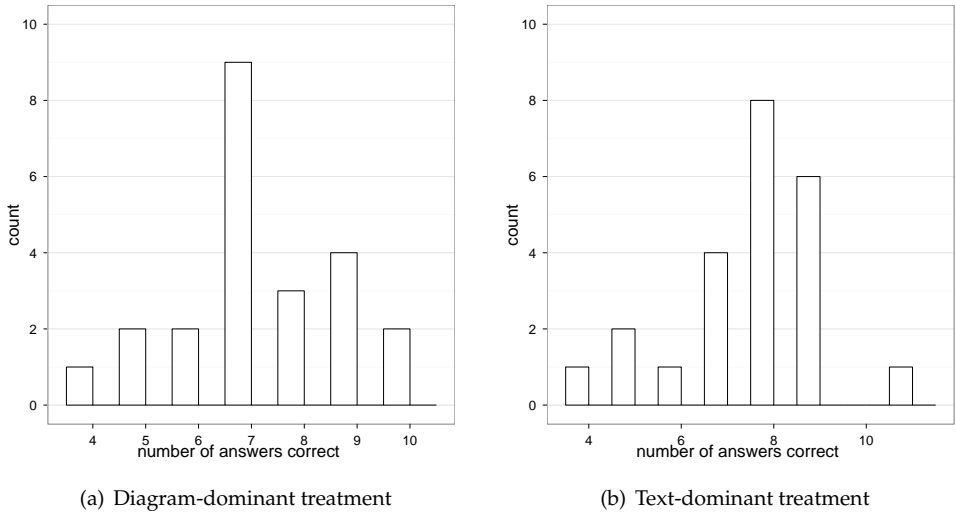 10
8
6
4
2
0
count
4 5 6 7 8 9 10
number of answers correct
(a) Diagram-dominant treatment
10
8
6
4
2
0
count
4 6 8 10
number of answers correct
(b) Text-dominant treatment